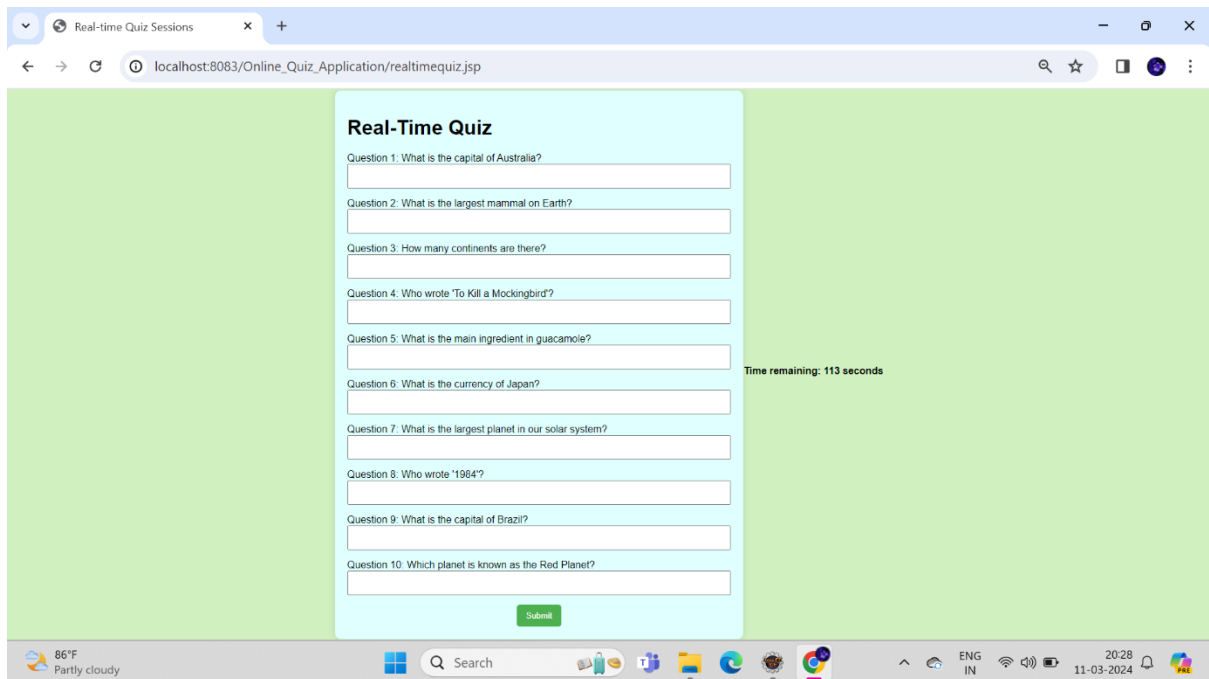 Real-time Quiz Sessions
localhost:8083/Online_Quiz_Application/realtimequiz.jsp
Real-Time Quiz
Question 1: What is the capital of Australia?
Question 2: What is the largest mammal on Earth?
Question 3: How many continents are there?
Question 4: Who wrote 'To Kill a Mockingbird'?
Question 5: What is the main ingredient in guacamole?
Time remaining: 113 seconds
Question 6: What is the currency of Japan?
Question 7: What is the largest planet in our solar system?
Question 8: Who wrote '1984'?
Question 9: What is the capital of Brazil?
Question 10: Which planet is known as the Red Planet?
Submit
86°F
Partly cloudy
Search
ENG
IN
20:28
11-03-2024
PRE